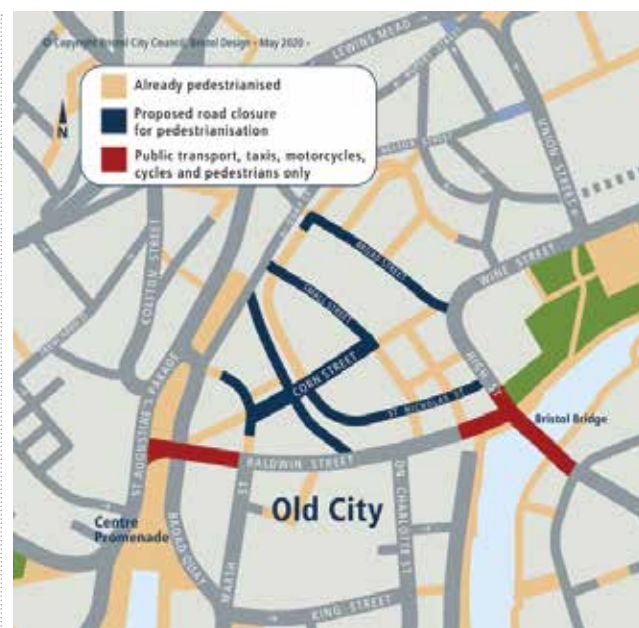 © Copyright Bristol City Council, Bristol Design - May 2020 -
Already pedestrianised
Proposed road closure
for pedestrianisation
Public transport, taxis, motorcycles,
cycles and pedestrians only
N
LEWINS MEAD
NELSON STREET
UNION STREET
COLSTON STREET
BROAD STREET
WINE STREET
SMALL STREET
HIGH ST
CORN STREET
ST NICHOLAS ST
ST AUGUSTINE'S PARADE
Bristol Bridge
BALDWIN STREET
Old City
Centre
Promenade
BROAD QUAY
MARSH ST
CHARLOTTE ST
KING STREET